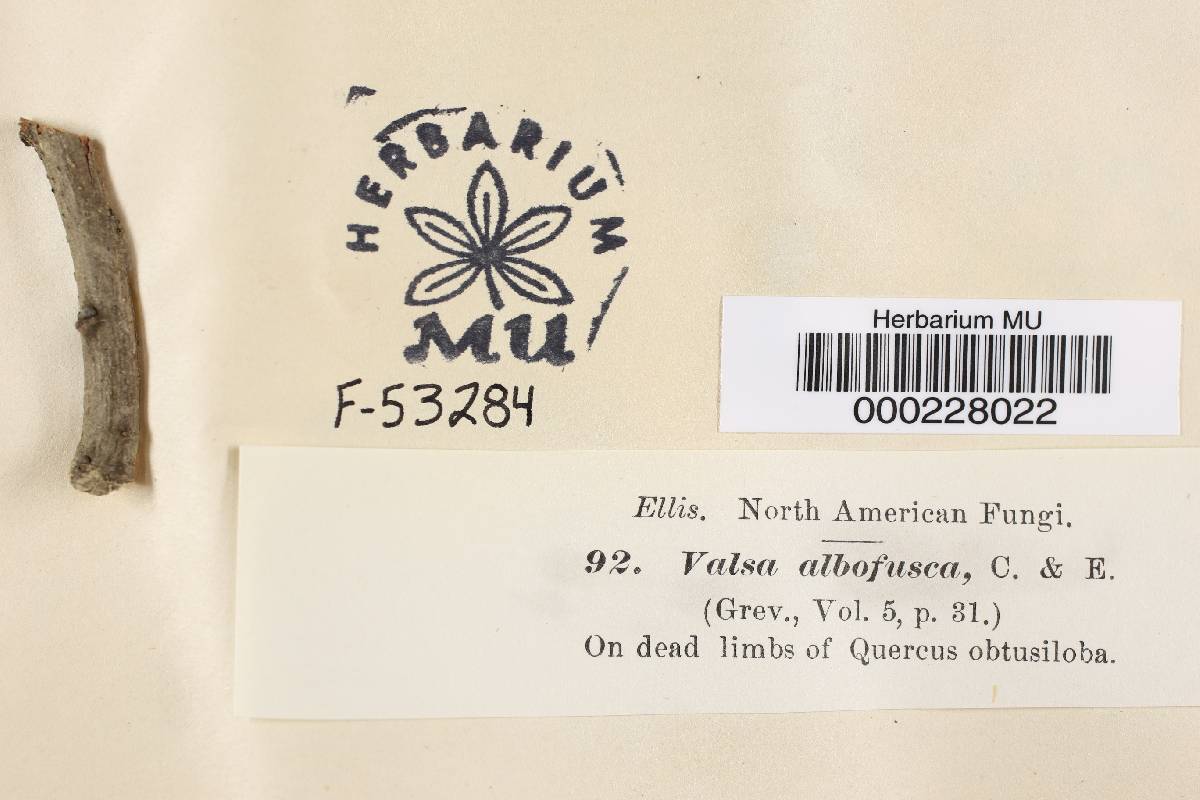 HERBARIUM
MU
F-53284
Herbarium MU
000228022
Ellis. North American Fungi.
92. Valsa albofusca, C. & E.
(Grev., Vol. 5, p. 31.)
On dead limbs of Quercus obtusiloba.